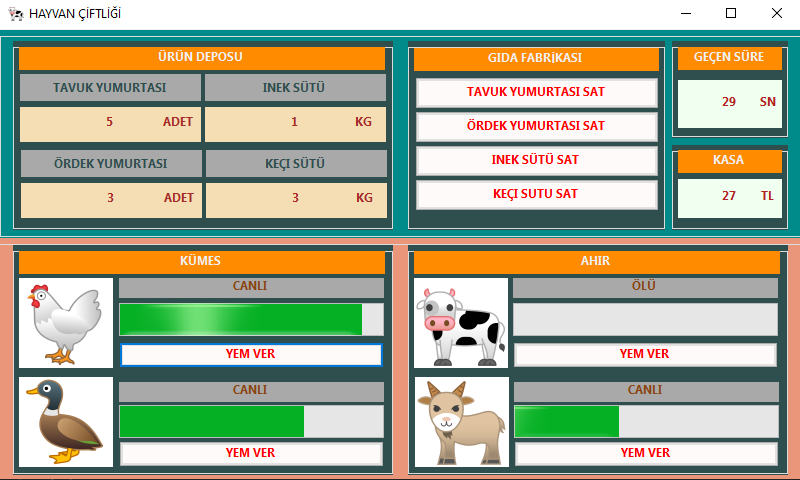 HAYVAN ÇİFTLİĞİ
ÜRÜN DEPOSU
TAVUK YUMURTASI
INEK SÜTÜ
5 ADET
1 KG
ÖRDEK YUMURTASI
KEÇI SÜTÜ
3 ADET
3 KG
GIDA FABRİKASI
TAVUK YUMURTASI SAT
ÖRDEK YUMURTASI SAT
INEK SÜTÜ SAT
KEÇI SUTU SAT
GEÇEN SÜRE
29 SN
KASA
27 TL
KÜMES
CANLI
YEM VER
CANLI
YEM VER
AHIR
ÖLÜ
YEM VER
CANLI
YEM VER